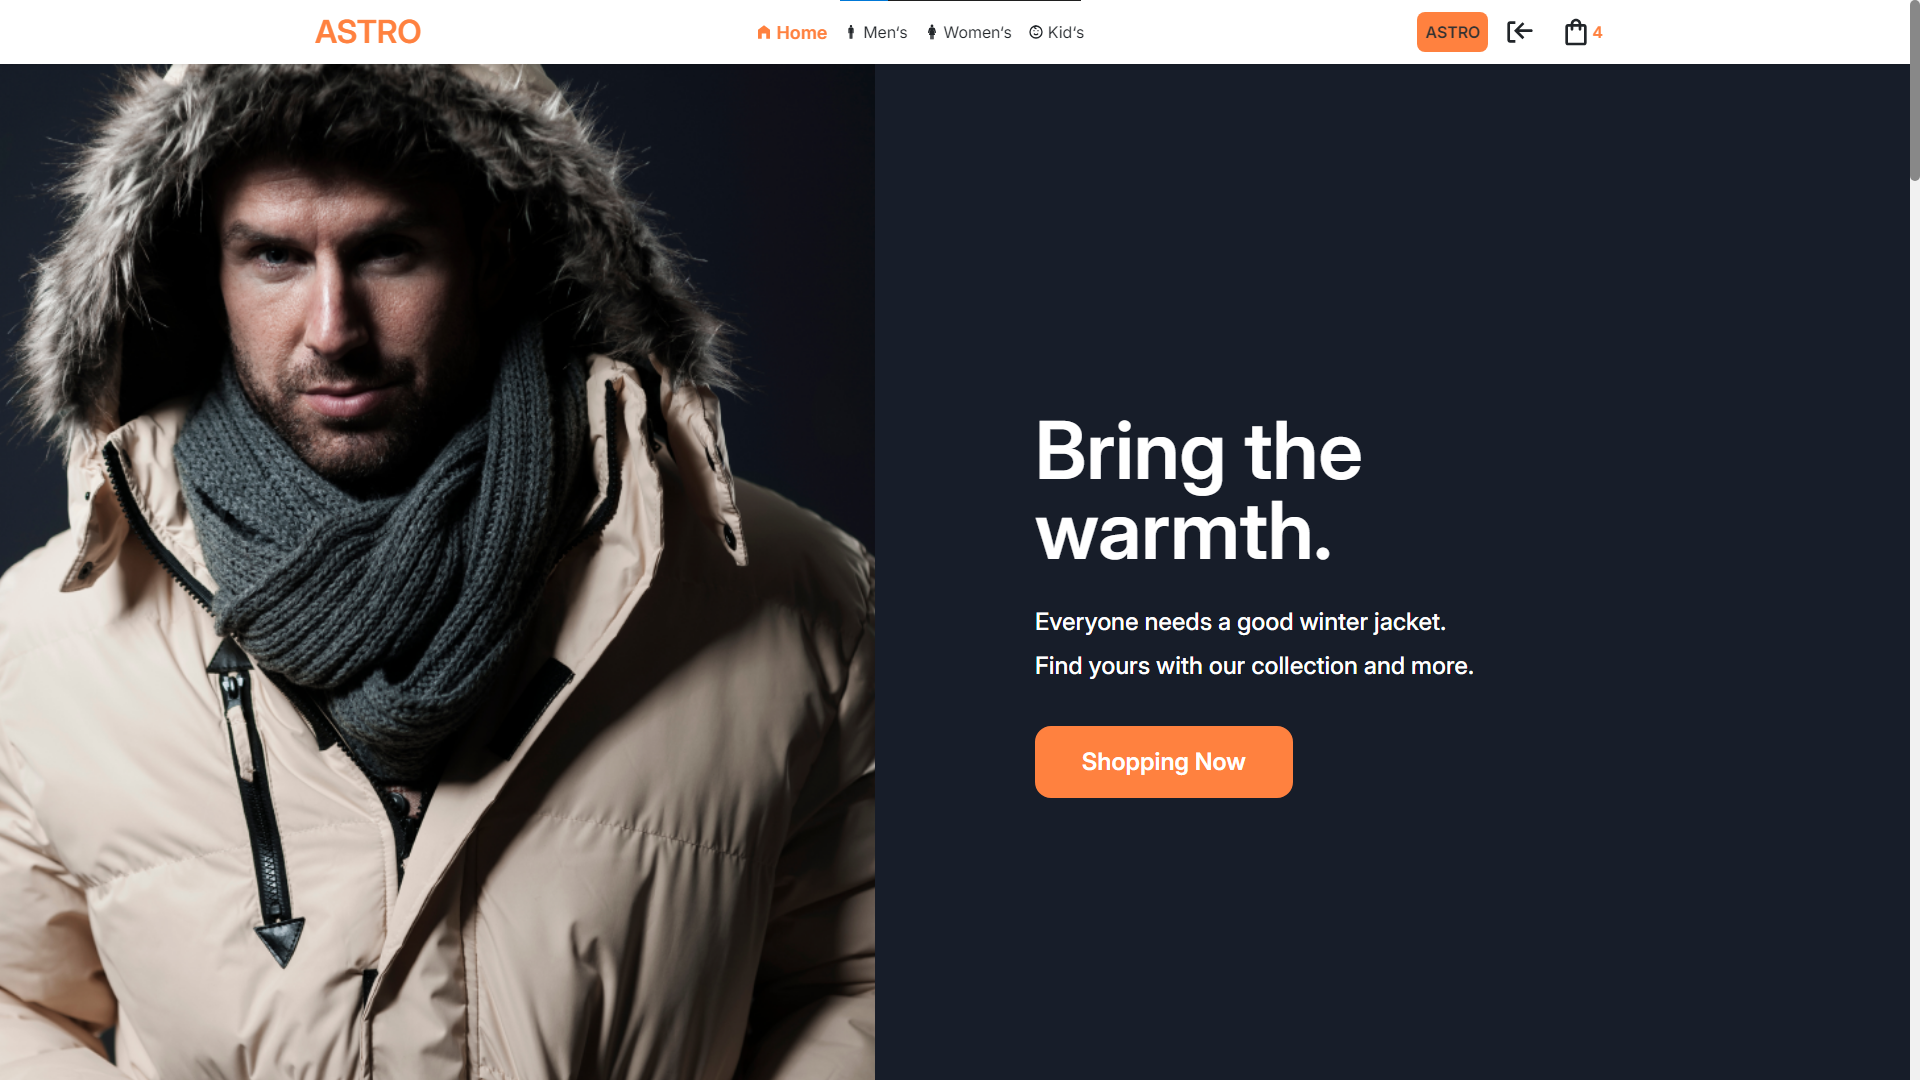 ASTRO
Home
Men's
Women's
Kid's
ASTRO
4
Bring the
warmth.
Everyone needs a good winter jacket.
Find yours with our collection and more.
Shopping Now